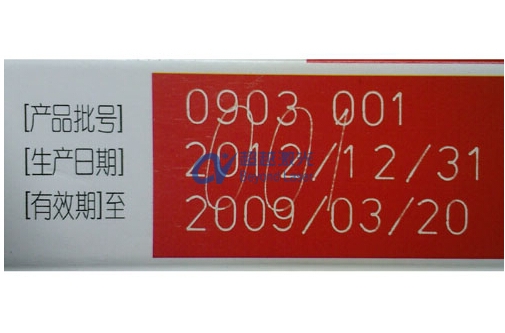 [产品批号] 0903 001
[生产日期] 2012/12/31
[有效期]至 2009/03/20